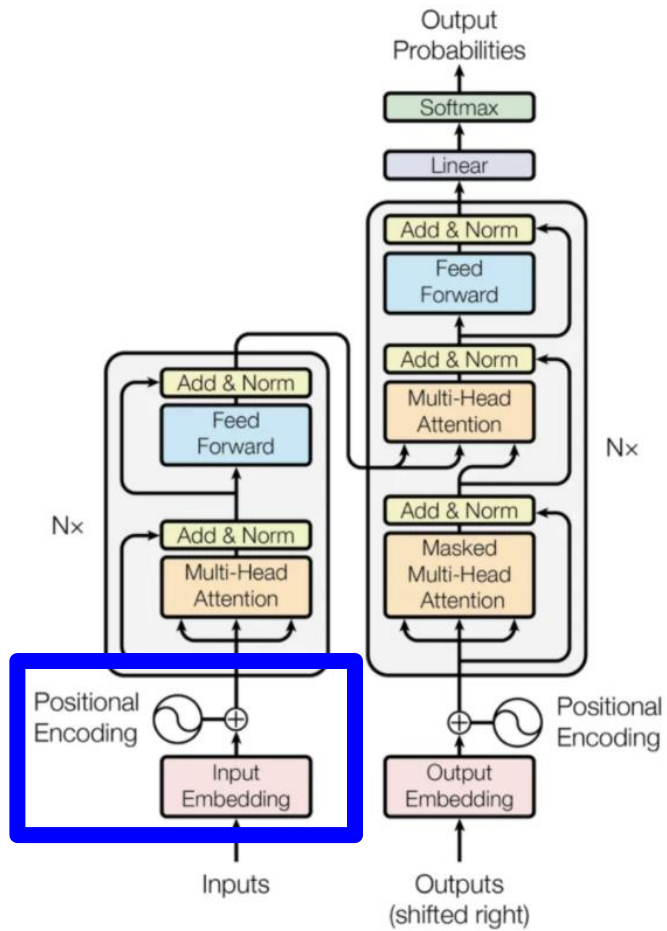 Output
Probabilities
Softmax
Linear
Add & Norm
Feed
Forward
Add & Norm
Multi-Head
Attention
Nx
Add & Norm
Masked
Multi-Head
Attention
Add & Norm
Feed
Forward
Nx
Add & Norm
Multi-Head
Attention
Positional
Encoding
Input
Embedding
Inputs
Positional
Encoding
Output
Embedding
Outputs
(shifted right)